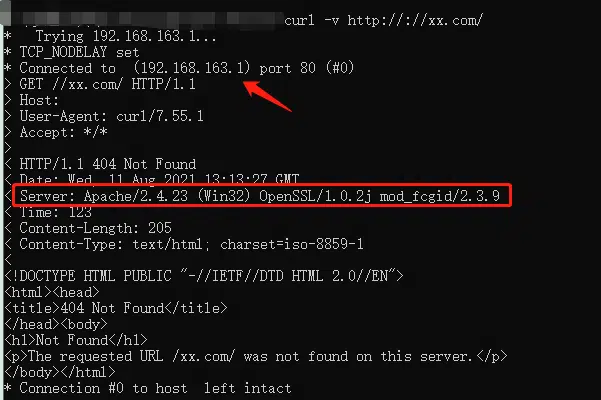 curl -v http://://xx.com/
*   Trying 192.168.163.1...
* TCP_NODELAY set
* Connected to  (192.168.163.1) port 80 (#0)
> GET //xx.com/ HTTP/1.1
> Host:
> User-Agent: curl/7.55.1
> Accept: */*
>
< HTTP/1.1 404 Not Found
< Date: Wed, 11 Aug 2021 13:13:27 GMT
< Server: Apache/2.4.23 (Win32) OpenSSL/1.0.2j mod_fcgid/2.3.9
< Time: 123
< Content-Length: 205
< Content-Type: text/html; charset=iso-8859-1
<
<!DOCTYPE HTML PUBLIC "-//IETF//DTD HTML 2.0//EN">
<html><head>
<title>404 Not Found</title>
</head><body>
<h1>Not Found</h1>
<p>The requested URL /xx.com/ was not found on this server.</p>
</body></html>
* Connection #0 to host  left intact